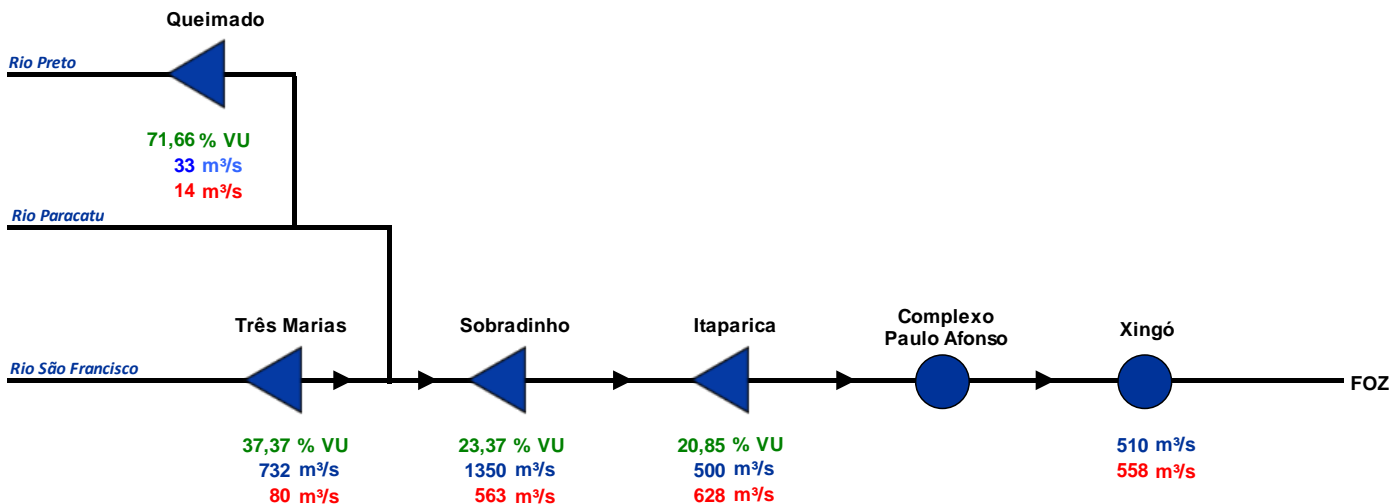 Queimado
Rio Preto
71,66 % VU
33 m³/s
14 m³/s
Rio Paracatu
Três Marias
Sobradinho
Itaparica
Complexo
Paulo Afonso
Xingó
Rio São Francisco
FOZ
37,37 % VU
732 m³/s
80 m³/s
23,37 % VU
1350 m³/s
563 m³/s
20,85 % VU
500 m³/s
628 m³/s
510 m³/s
558 m³/s